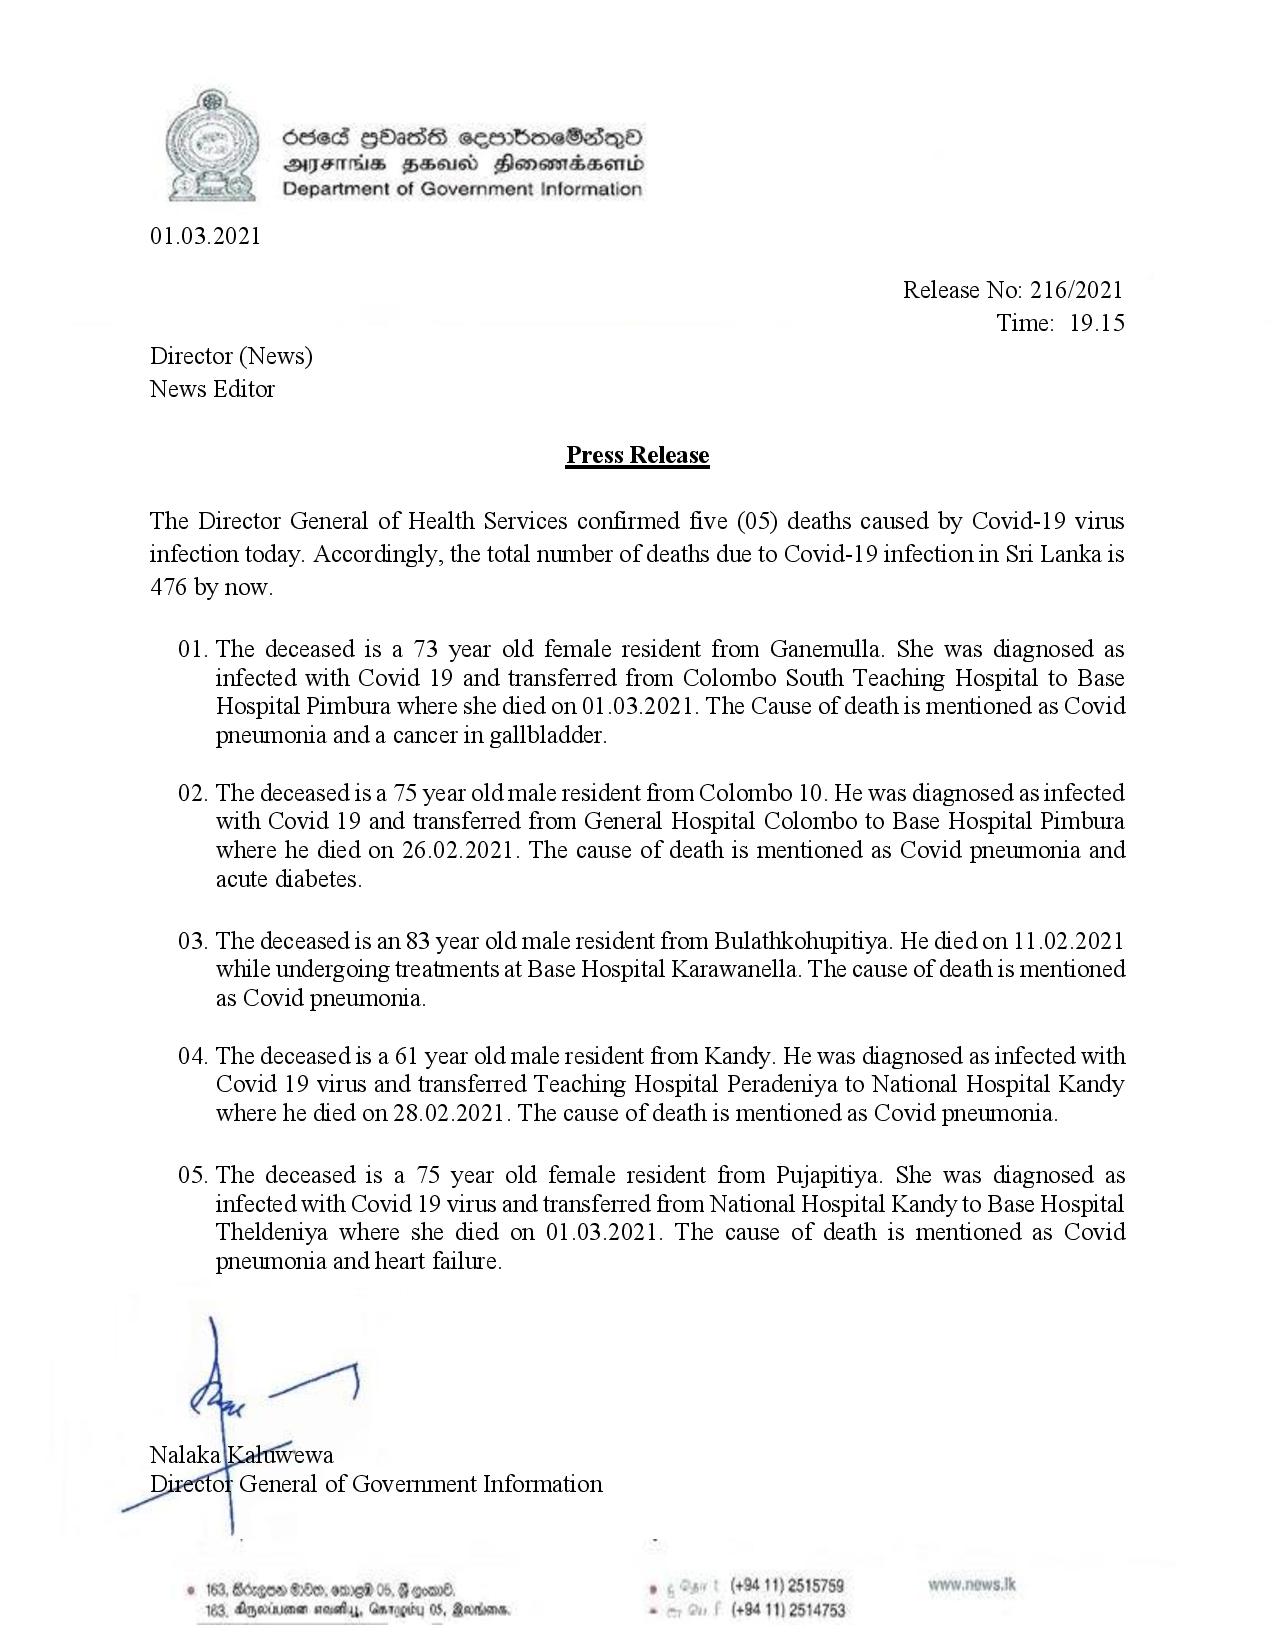 රජයේ ප්‍රවෘත්ති දෙපාර්තමේන්තුව
அரசாங்க தகவல் திணைக்களம்
Department of Government Information
01.03.2021
Release No: 216/2021
Time: 19.15
Director (News)
News Editor
Press Release
The Director General of Health Services confirmed five (05) deaths caused by Covid-19 virus
infection today. Accordingly, the total number of deaths due to Covid-19 infection in Sri Lanka is
476 by now.
01. The deceased is a 73 year old female resident from Ganemulla. She was diagnosed as
infected with Covid 19 and transferred from Colombo South Teaching Hospital to Base
Hospital Pimbura where she died on 01.03.2021. The Cause of death is mentioned as Covid
pneumonia and a cancer in gallbladder.
02. The deceased is a 75 year old male resident from Colombo 10. He was diagnosed as infected
with Covid 19 and transferred from General Hospital Colombo to Base Hospital Pimbura
where he died on 26.02.2021. The cause of death is mentioned as Covid pneumonia and
acute diabetes.
03. The deceased is an 83 year old male resident from Bulathkohupitiya. He died on 11.02.2021
while undergoing treatments at Base Hospital Karawanella. The cause of death is mentioned
as Covid pneumonia.
04. The deceased is a 61 year old male resident from Kandy. He was diagnosed as infected with
Covid 19 virus and transferred Teaching Hospital Peradeniya to National Hospital Kandy
where he died on 28.02.2021. The cause of death is mentioned as Covid pneumonia.
05. The deceased is a 75 year old female resident from Pujapitiya. She was diagnosed as
infected with Covid 19 virus and transferred from National Hospital Kandy to Base Hospital
Theldeniya where she died on 01.03.2021. The cause of death is mentioned as Covid
pneumonia and heart failure.
Nalaka Kaluwewa
Director General of Government Information
163, කිරුලපන මාවත, කොළඹ 05, ශ්‍රී ලංකාව.
163, கிருலப்பனை எவனியூ, கொழும்பு 05, இலங்கை.
(+94 11) 2515759
(+94 11) 2514753
www.news.lk